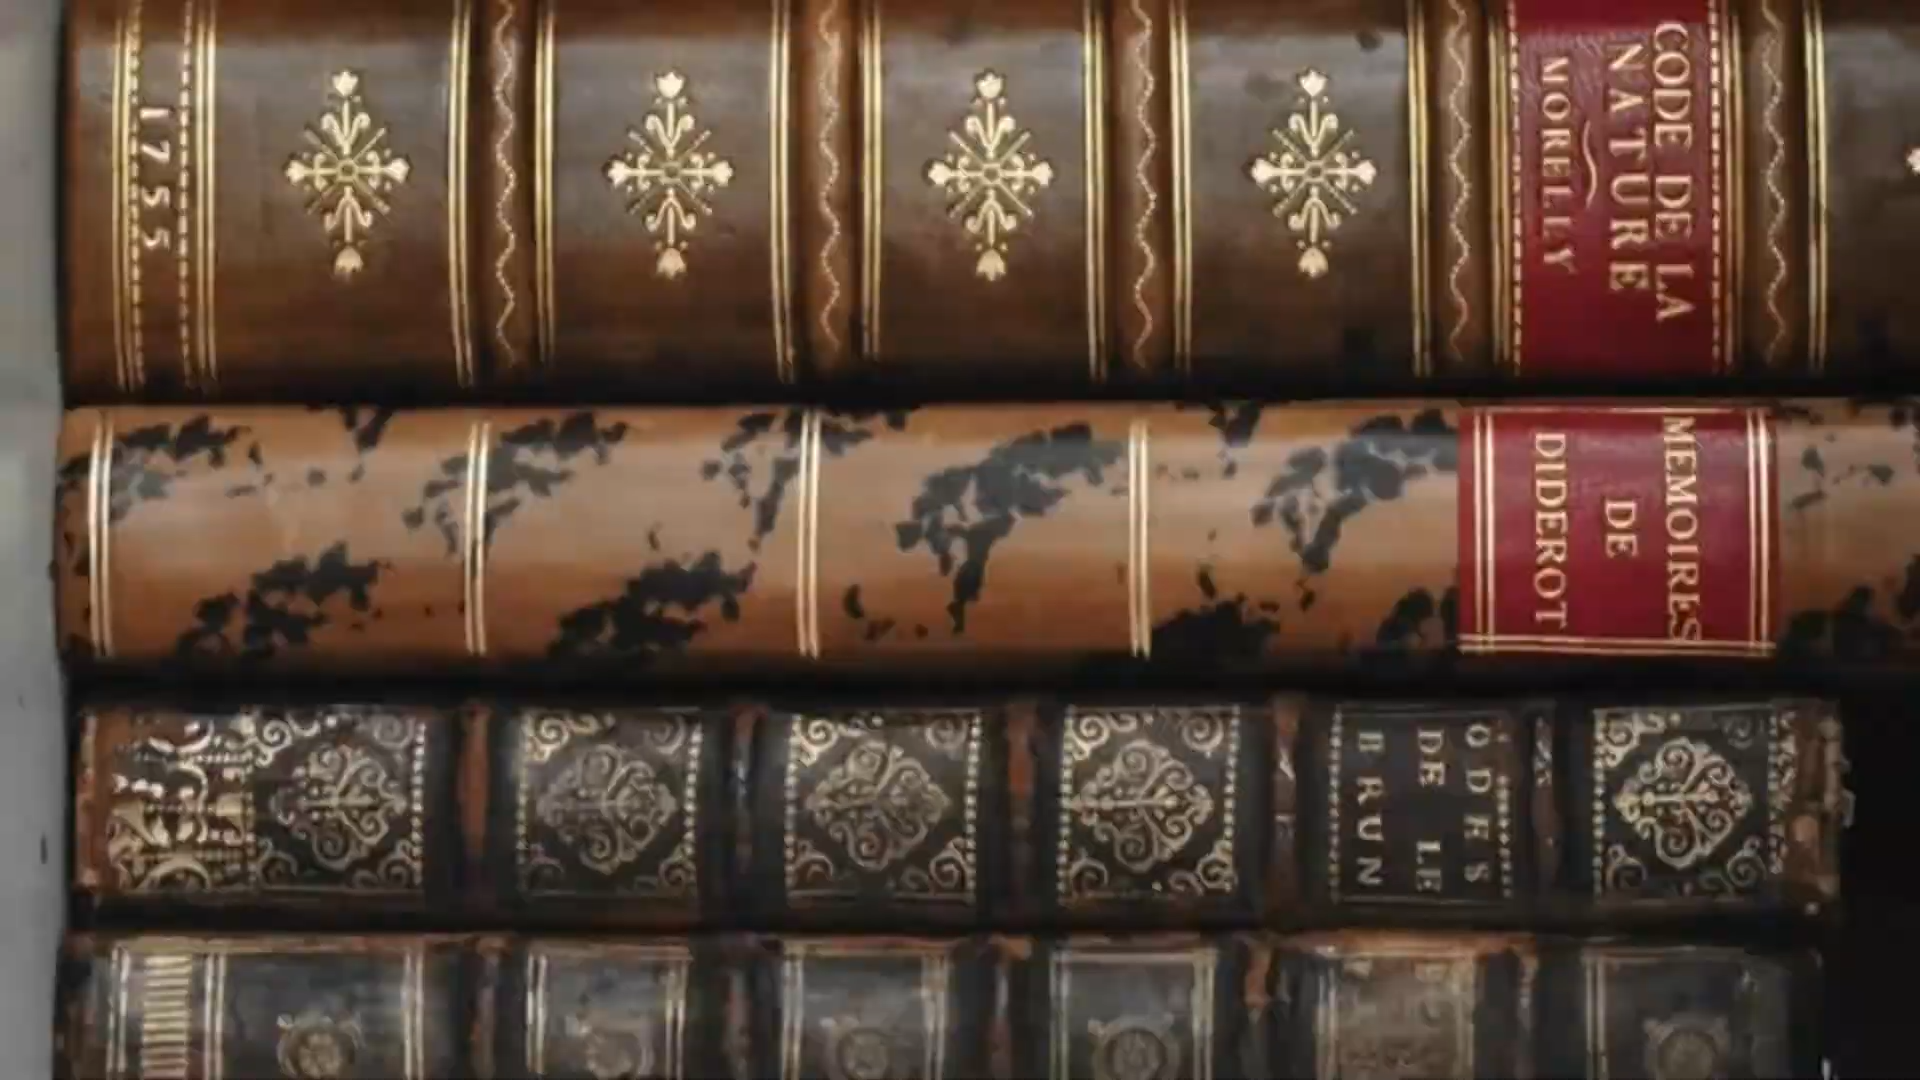 1755
CODE DE LA
NATURE
MORELLY
MEMOIRES
DE
DIDEROT
ODES
DE LE
BRUN